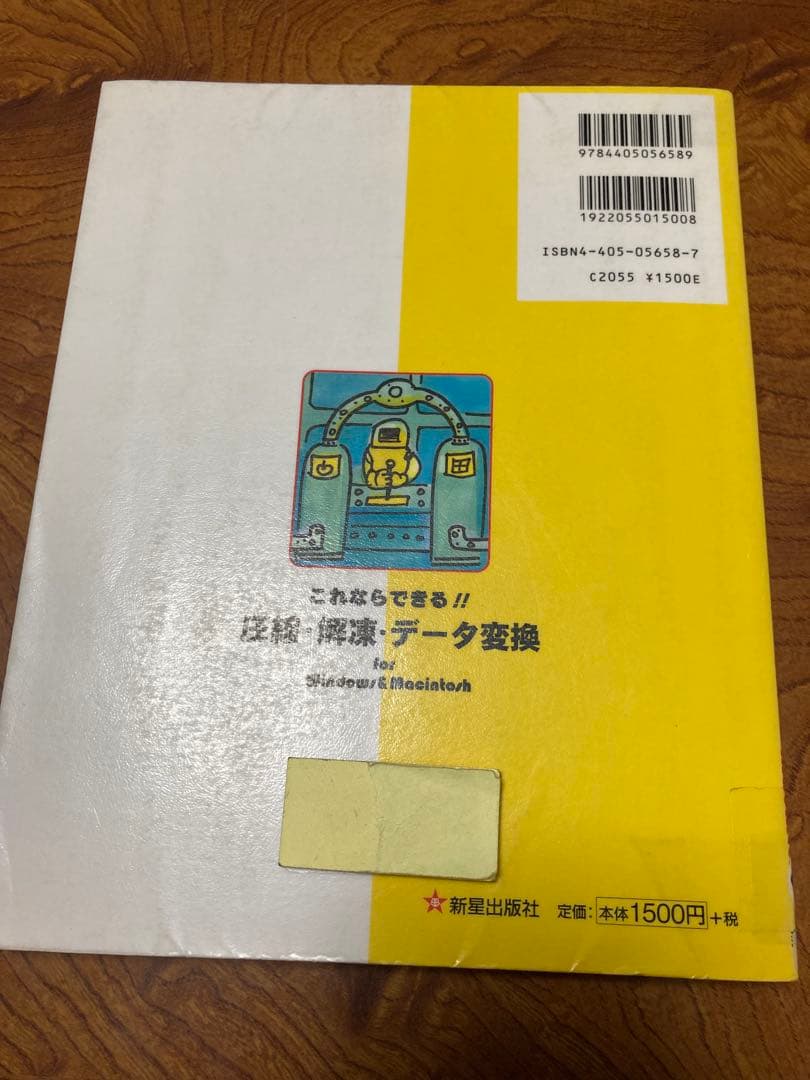 9784405056589
1922055015008
ISBN4-405-05658-7
C2055 ¥1500E
これならできる!!
圧縮・解凍・データ変換
for
Windows&Macintosh
新星出版社 定価:本体1500円+税